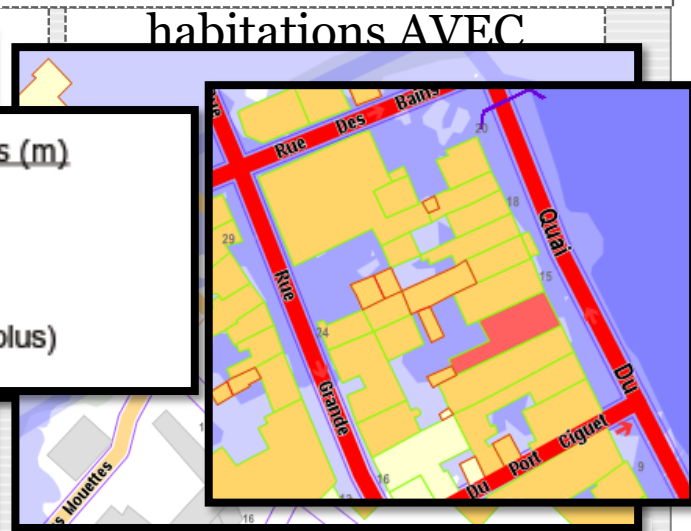 habitations AVEC
s (m)
plus)
Rue Des Bains
20
18
Quai
29
15
Rue
24
Grande
Du
Du Port Ciguet
9
16
s Mouettes
16